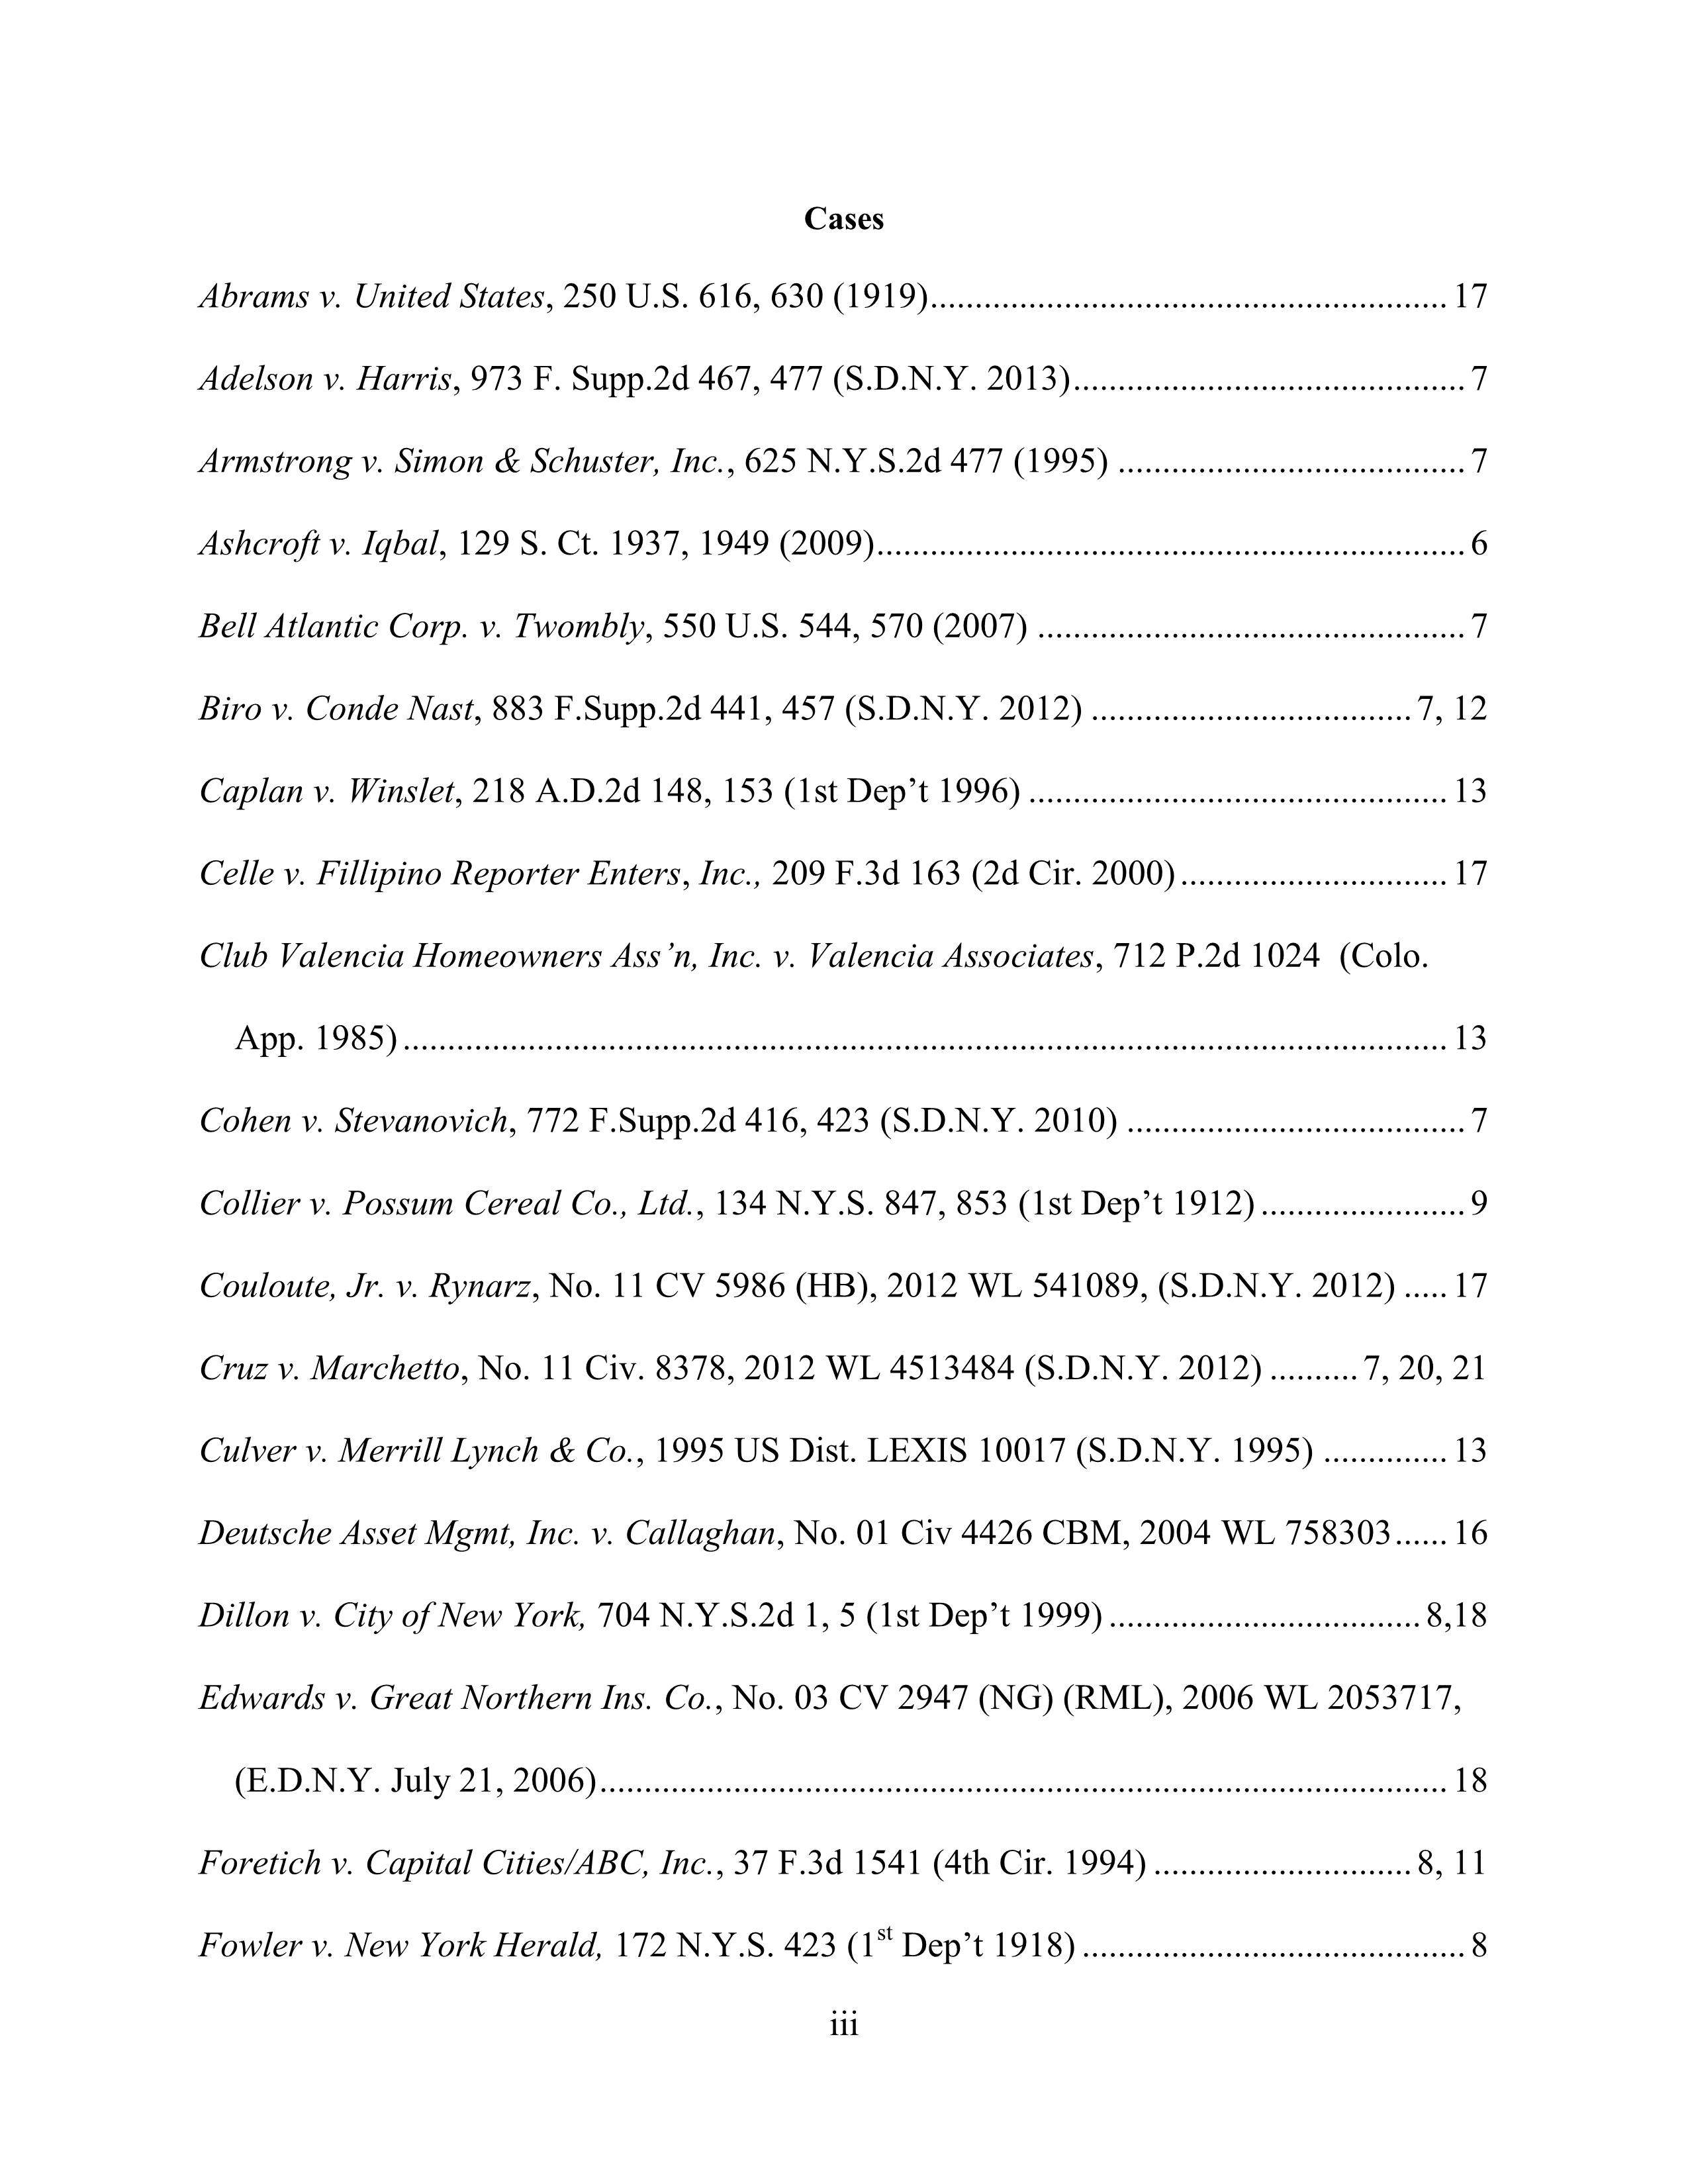 Cases
Abrams v. United States, 250 U.S. 616, 630 (1919).......................................................... 17
Adelson v. Harris, 973 F. Supp.2d 467, 477 (S.D.N.Y. 2013)............................................ 7
Armstrong v. Simon & Schuster, Inc., 625 N.Y.S.2d 477 (1995) ....................................... 7
Ashcroft v. Iqbal, 129 S. Ct. 1937, 1949 (2009).................................................................. 6
Bell Atlantic Corp. v. Twombly, 550 U.S. 544, 570 (2007) ................................................ 7
Biro v. Conde Nast, 883 F.Supp.2d 441, 457 (S.D.N.Y. 2012) .................................... 7, 12
Caplan v. Winslet, 218 A.D.2d 148, 153 (1st Dep’t 1996) ............................................... 13
Celle v. Fillipino Reporter Enters, Inc., 209 F.3d 163 (2d Cir. 2000).............................. 17
Club Valencia Homeowners Ass’n, Inc. v. Valencia Associates, 712 P.2d 1024 (Colo.
App. 1985)..................................................................................................................... 13
Cohen v. Stevanovich, 772 F.Supp.2d 416, 423 (S.D.N.Y. 2010) ...................................... 7
Collier v. Possum Cereal Co., Ltd., 134 N.Y.S. 847, 853 (1st Dep’t 1912)....................... 9
Couloute, Jr. v. Rynarz, No. 11 CV 5986 (HB), 2012 WL 541089, (S.D.N.Y. 2012) ..... 17
Cruz v. Marchetto, No. 11 Civ. 8378, 2012 WL 4513484 (S.D.N.Y. 2012) .......... 7, 20, 21
Culver v. Merrill Lynch & Co., 1995 US Dist. LEXIS 10017 (S.D.N.Y. 1995) .............. 13
Deutsche Asset Mgmt, Inc. v. Callaghan, No. 01 Civ 4426 CBM, 2004 WL 758303...... 16
Dillon v. City of New York, 704 N.Y.S.2d 1, 5 (1st Dep’t 1999)................................... 8,18
Edwards v. Great Northern Ins. Co., No. 03 CV 2947 (NG) (RML), 2006 WL 2053717,
(E.D.N.Y. July 21, 2006)............................................................................................... 18
Foretich v. Capital Cities/ABC, Inc., 37 F.3d 1541 (4th Cir. 1994)............................. 8, 11
Fowler v. New York Herald, 172 N.Y.S. 423 (1st Dep’t 1918)........................................... 8
iii